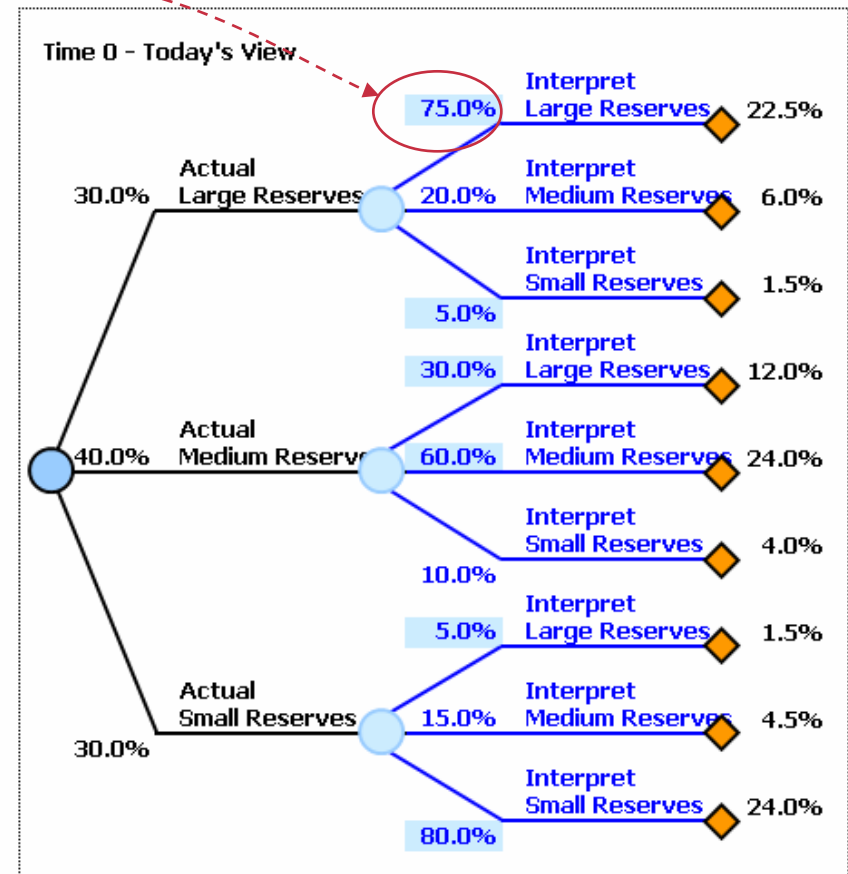 Time 0 - Today's View
Interpret
75.0% Large Reserves 22.5%
Actual
30.0% Large Reserves
Interpret
20.0% Medium Reserves 6.0%
Interpret
Small Reserves 1.5%
5.0%
Interpret
30.0% Large Reserves 12.0%
Actual
40.0% Medium Reserve
Interpret
60.0% Medium Reserves 24.0%
Interpret
Small Reserves 4.0%
10.0%
Interpret
5.0% Large Reserves 1.5%
Actual
Small Reserves
30.0%
Interpret
15.0% Medium Reserves 4.5%
Interpret
Small Reserves 24.0%
80.0%